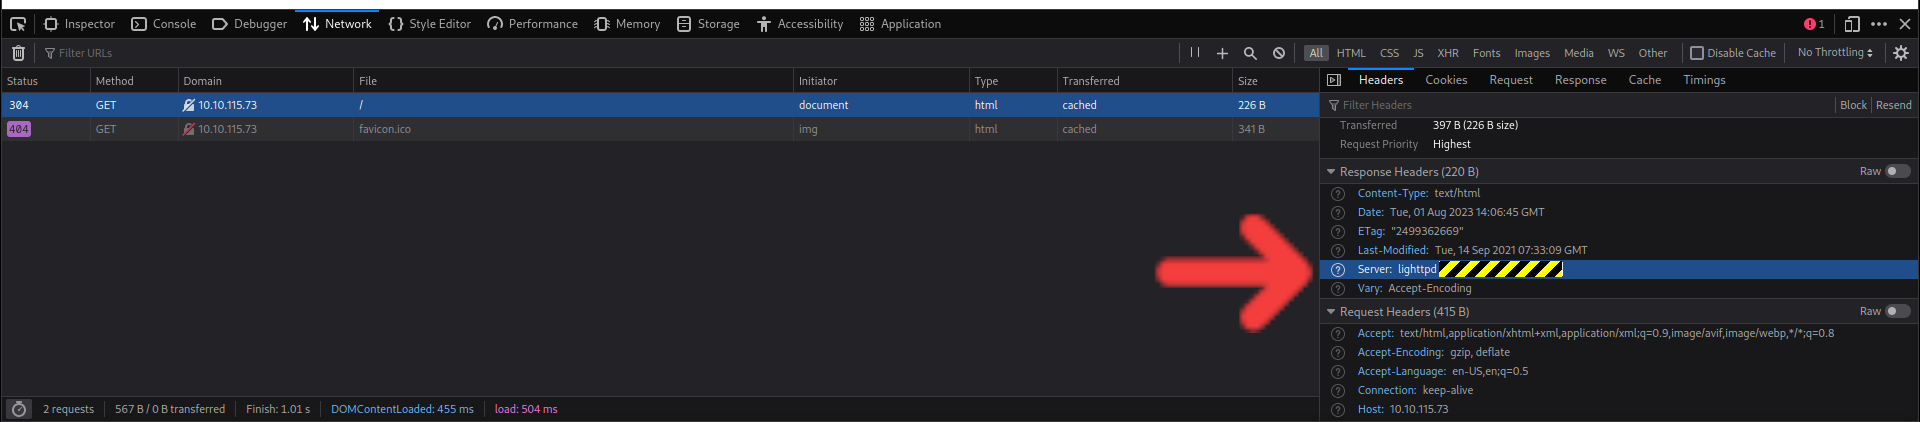 Inspector Console Debugger Network Style Editor Performance Memory Storage Accessibility Application 1
Filter URLs All HTML CSS JS XHR Fonts Images Media WS Other Disable Cache No Throttling
Status Method Domain File Initiator Type Transferred Size
304 GET 10.10.115.73 / document html cached 226 B
404 GET 10.10.115.73 favicon.ico img html cached 341 B
2 requests 567 B / 0 B transferred Finish: 1.01 s DOMContentLoaded: 455 ms load: 504 ms
Headers Cookies Request Response Cache Timings
Filter Headers Block Resend
Transferred 397 B (226 B size)
Request Priority Highest
Response Headers (220 B) Raw
Content-Type: text/html
Date: Tue, 01 Aug 2023 14:06:45 GMT
ETag: "2499362669"
Last-Modified: Tue, 14 Sep 2021 07:33:09 GMT
Server: lighttpd
Vary: Accept-Encoding
Request Headers (415 B) Raw
Accept: text/html,application/xhtml+xml,application/xml;q=0.9,image/avif,image/webp,*/*;q=0.8
Accept-Encoding: gzip, deflate
Accept-Language: en-US,en;q=0.5
Connection: keep-alive
Host: 10.10.115.73